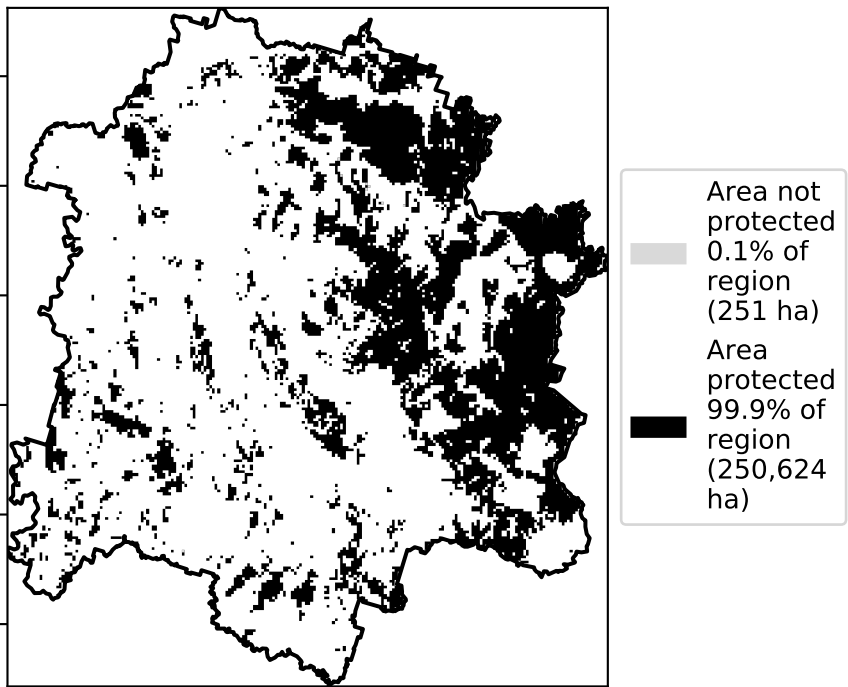 Area not
protected
0.1% of
region
(251 ha)
Area
protected
99.9% of
region
(250,624
ha)